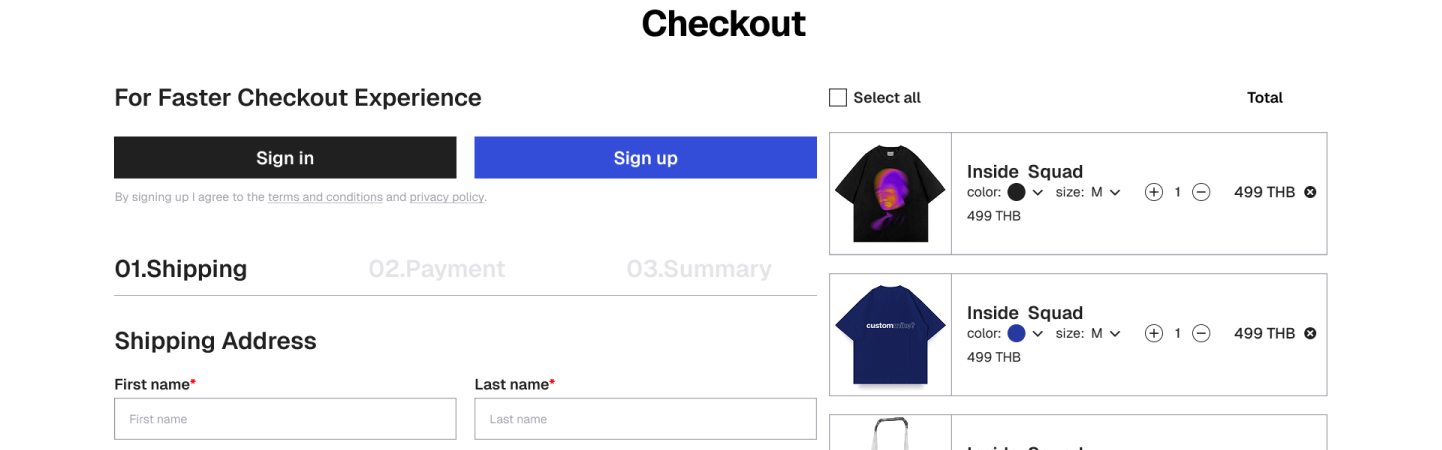 Checkout
For Faster Checkout Experience
Sign in
Sign up
By signing up I agree to the terms and conditions and privacy policy.
01.Shipping
02.Payment
03.Summary
Shipping Address
First name*
Last name*
First name
Last name
Select all
Total
Inside Squad
color: size: M 1 499 THB
499 THB
custom
Inside Squad
color: size: M 1 499 THB
499 THB